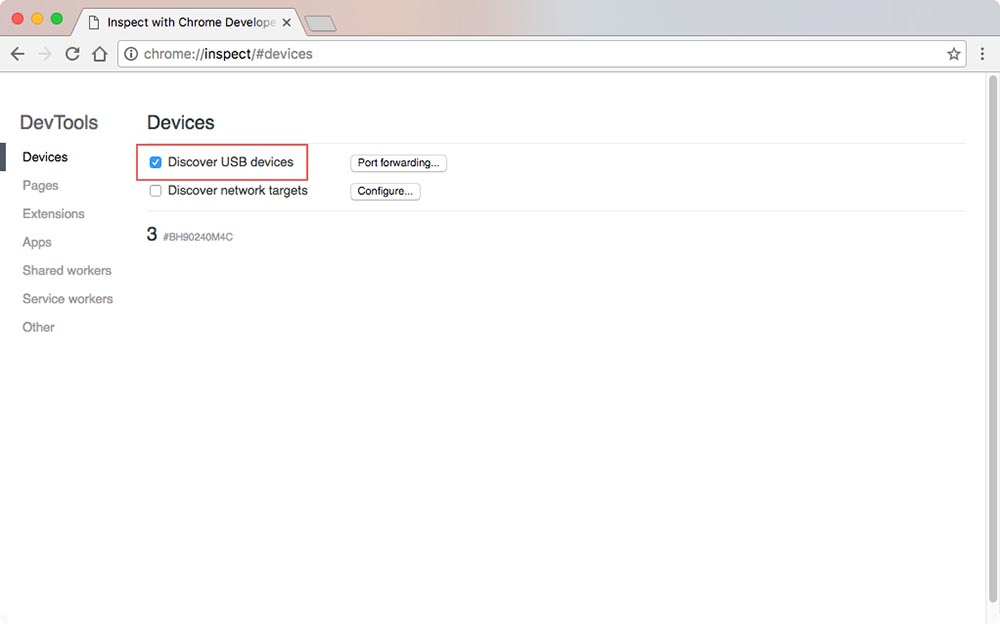 Inspect with Chrome Develope
chrome://inspect/#devices
DevTools
Devices
Pages
Extensions
Apps
Shared workers
Service workers
Other
Devices
Discover USB devices
Port forwarding...
Discover network targets
Configure...
3 #BH90240M4C